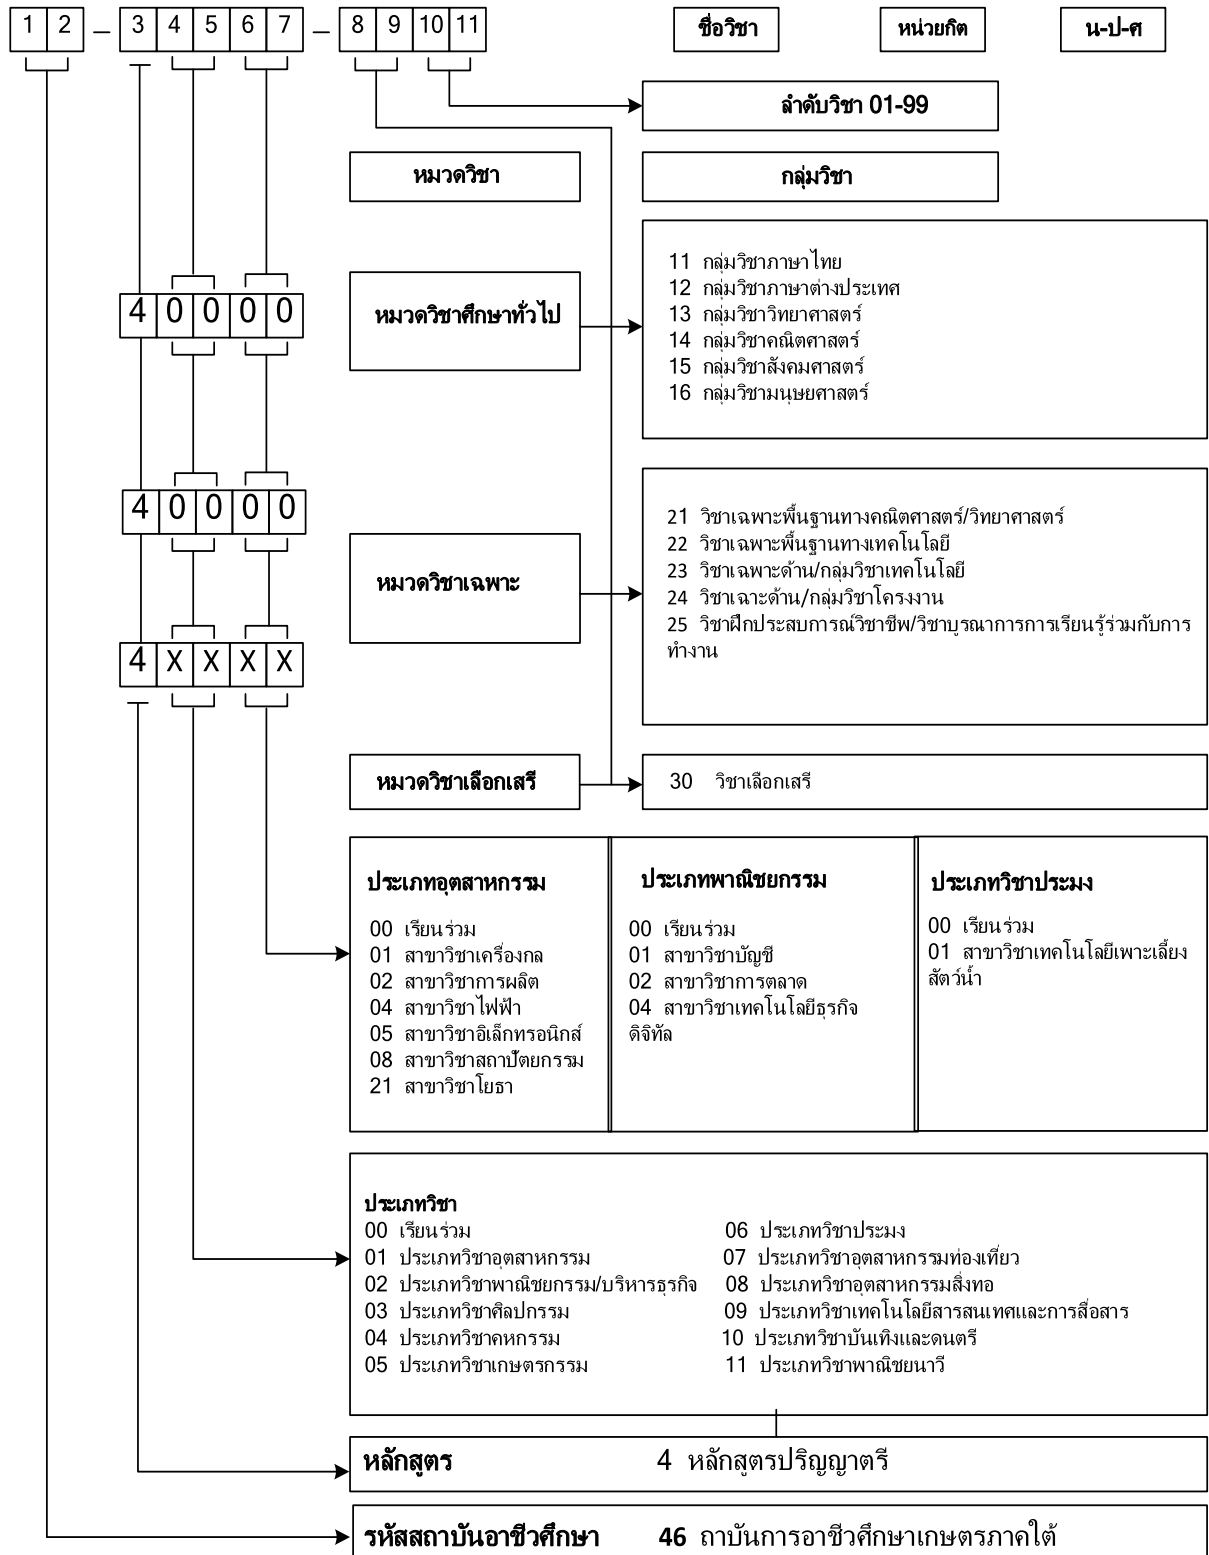 1 2 – 3 4 5 6 7 – 8 9 10 11 ชื่อวิชา หน่วยกิต น-ป-ศ
ลำดับวิชา 01-99
หมวดวิชา กลุ่มวิชา
4 0 0 0 0
หมวดวิชาศึกษาทั่วไป
11 กลุ่มวิชาภาษาไทย
12 กลุ่มวิชาภาษาต่างประเทศ
13 กลุ่มวิชาวิทยาศาสตร์
14 กลุ่มวิชาคณิตศาสตร์
15 กลุ่มวิชาสังคมศาสตร์
16 กลุ่มวิชามนุษยศาสตร์
4 0 0 0 0
หมวดวิชาเฉพาะ
21 วิชาเฉพาะพื้นฐานทางคณิตศาสตร์/วิทยาศาสตร์
22 วิชาเฉพาะพื้นฐานทางเทคโนโลยี
23 วิชาเฉพาะด้าน/กลุ่มวิชาเทคโนโลยี
24 วิชาเฉาะด้าน/กลุ่มวิชาโครงงาน
25 วิชาฝึกประสบการณ์วิชาชีพ/วิชาบูรณาการการเรียนรู้ร่วมกับการ
ทำงาน
4 X X X X
หมวดวิชาเลือกเสรี
30 วิชาเลือกเสรี
ประเภทอุตสาหกรรม
00 เรียนร่วม
01 สาขาวิชาเครื่องกล
02 สาขาวิชาการผลิต
04 สาขาวิชาไฟฟ้า
05 สาขาวิชาอิเล็กทรอนิกส์
08 สาขาวิชาสถาปัตยกรรม
21 สาขาวิชาโยธา
ประเภทพาณิชยกรรม
00 เรียนร่วม
01 สาขาวิชาบัญชี
02 สาขาวิชาการตลาด
04 สาขาวิชาเทคโนโลยีธุรกิจ
ดิจิทัล
ประเภทวิชาประมง
00 เรียนร่วม
01 สาขาวิชาเทคโนโลยีเพาะเลี้ยง
สัตว์น้ำ
ประเภทวิชา
00 เรียนร่วม
01 ประเภทวิชาอุตสาหกรรม
02 ประเภทวิชาพาณิชยกรรม/บริหารธุรกิจ
03 ประเภทวิชาศิลปกรรม
04 ประเภทวิชาคหกรรม
05 ประเภทวิชาเกษตรกรรม
06 ประเภทวิชาประมง
07 ประเภทวิชาอุตสาหกรรมท่องเที่ยว
08 ประเภทวิชาอุตสาหกรรมสิ่งทอ
09 ประเภทวิชาเทคโนโลยีสารสนเทศและการสื่อสาร
10 ประเภทวิชาบันเทิงและดนตรี
11 ประเภทวิชาพาณิชยนาวี
หลักสูตร 4 หลักสูตรปริญญาตรี
รหัสสถาบันอาชีวศึกษา 46 ถาบันการอาชีวศึกษาเกษตรภาคใต้